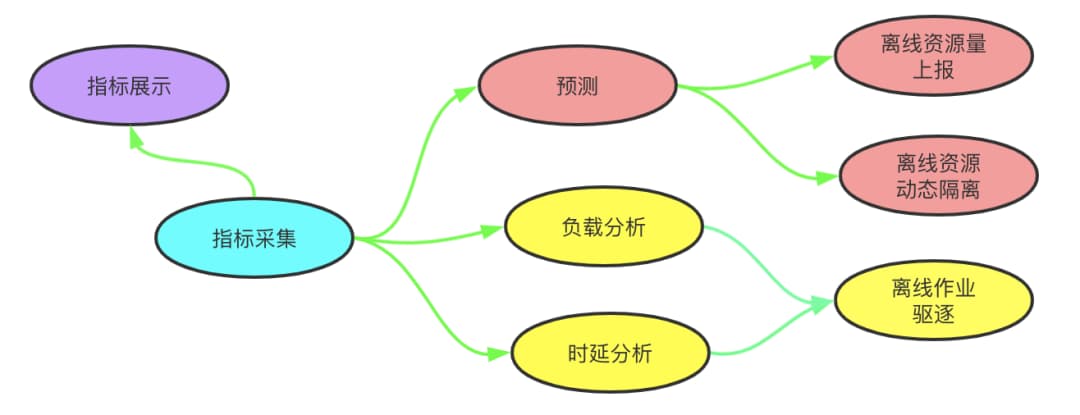 指标展示
指标采集
预测
负载分析
时延分析
离线资源量
上报
离线资源
动态隔离
离线作业
驱逐